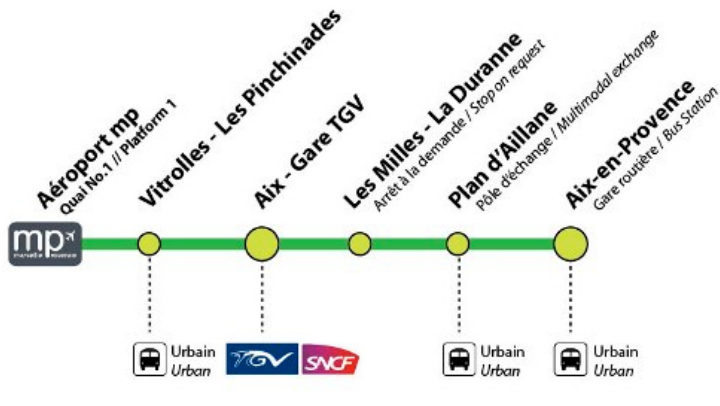 Aéroport mp
Quai No.1 // Platform 1
Vitrolles - Les Pinchinades
Aix - Gare TGV
Les Milles - La Duranne
Arrêt à la demande / Stop on request
Plan d'Aillane
Pôle d'échange / Multimodal exchange
Aix-en-Provence
Gare routière / Bus Station
mp
Urbain
Urban
TGV
SNCF
Urbain
Urban
Urbain
Urban